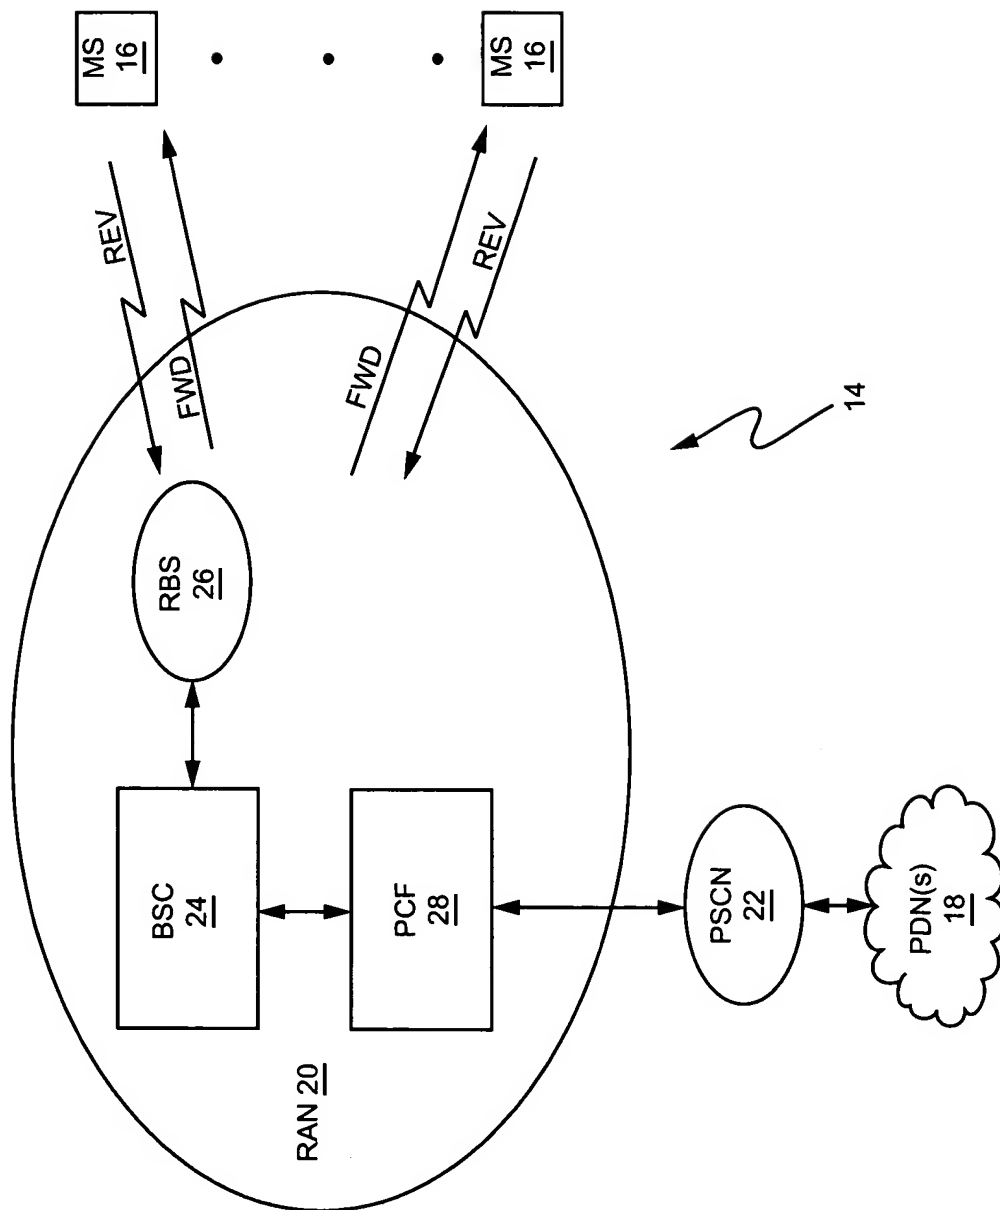 RAN 20
BSC
24
PCF
28
RBS
26
PSCN
22
PDN(s)
18
REV
FWD
FWD
REV
MS
16
MS
16
14